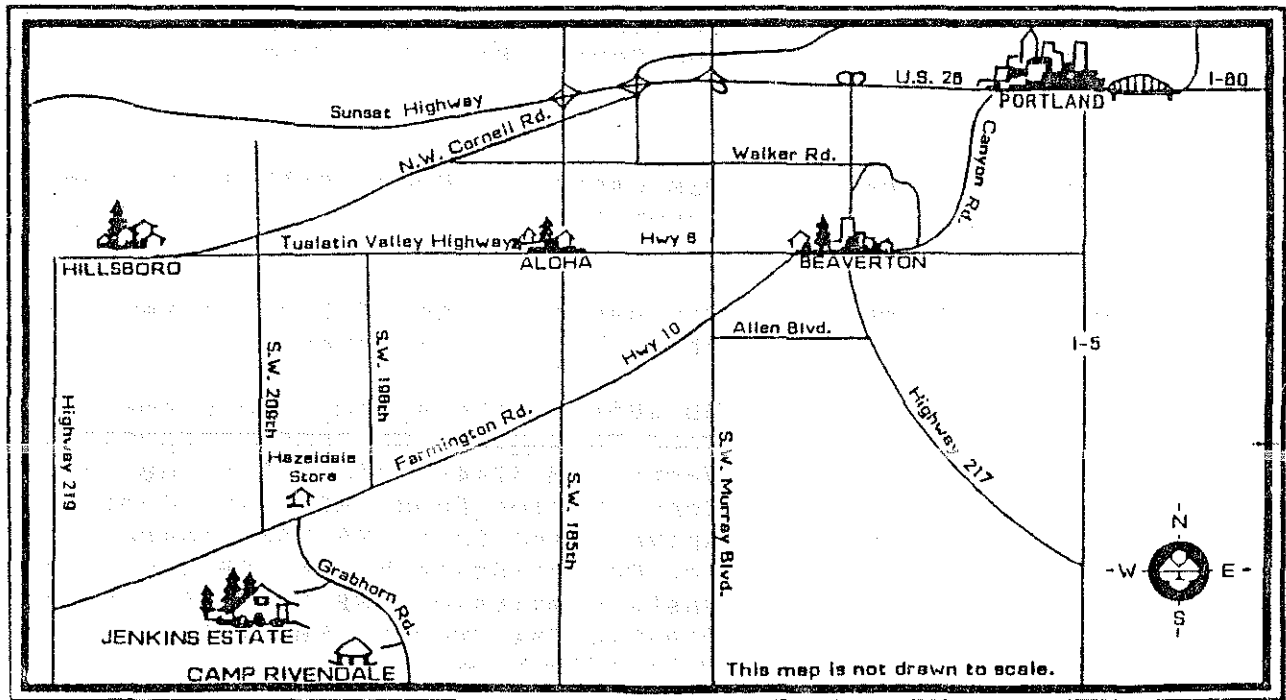 U.S. 26
I-80
PORTLAND
Sunset Highway
N.W. Cornell Rd.
Walker Rd.
Canyon Rd.
Tualatin Valley Highway
Hwy 8
HILLSBORO
ALOHA
BEAVERTON
Allen Blvd.
Hwy 10
I-5
S.W. 209th
S.W. 198th
Farmington Rd.
Highway 219
Hazeldale
Store
Highway 217
S.W. 185th
S.W. Murray Blvd.
N
W
E
S
Grabhorn Rd.
JENKINS ESTATE
CAMP RIVENDALE
This map is not drawn to scale.